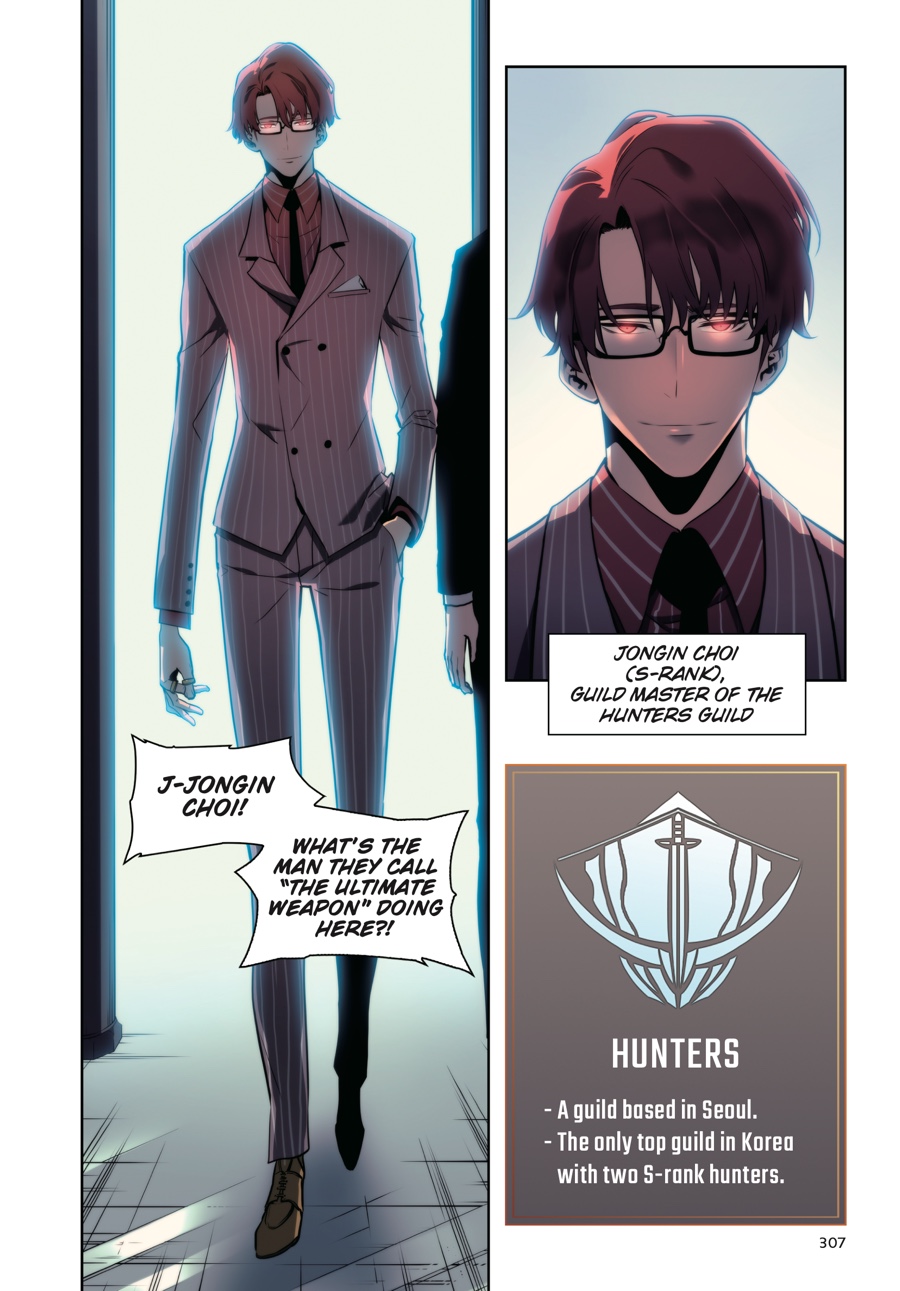 J-JONGIN
CHOI!
WHAT'S THE
MAN THEY CALL
"THE ULTIMATE
WEAPON" DOING
HERE?!
JONGIN CHOI
(S-RANK),
GUILD MASTER OF THE
HUNTERS GUILD
HUNTERS
- A guild based in Seoul.
- The only top guild in Korea
with two S-rank hunters.
307